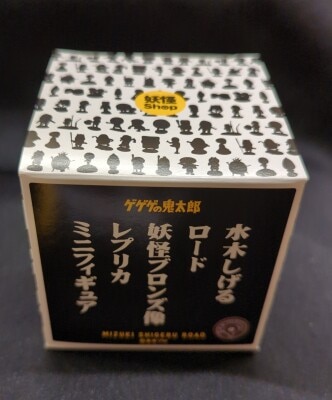 妖怪
Shop
ゲゲゲの鬼太郎
水木しげる
ロード
妖怪ブロンズ像
レプリカ
ミニフィギュア
MIZUKI SHIGERU ROAD